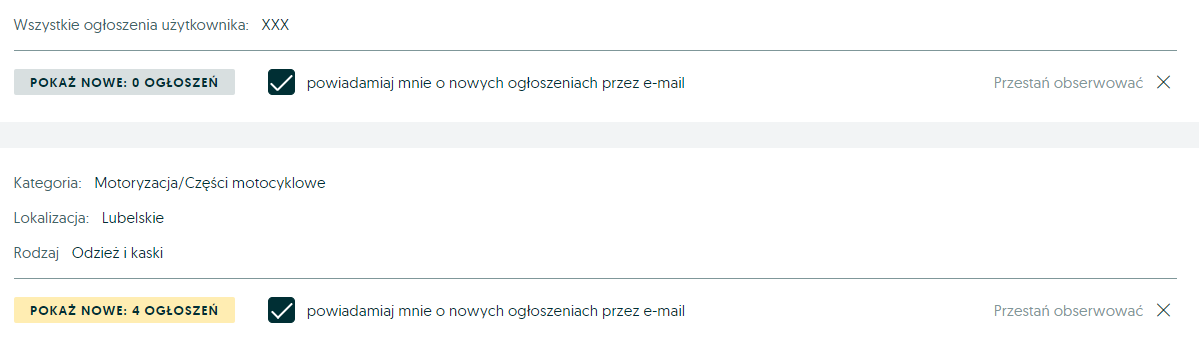 Wszystkie ogłoszenia użytkownika: XXX
POKAŻ NOWE: 0 OGŁOSZEŃ powiadamiaj mnie o nowych ogłoszeniach przez e-mail Przestań obserwować
Kategoria: Motoryzacja/Części motocyklowe
Lokalizacja: Lubelskie
Rodzaj Odzież i kaski
POKAŻ NOWE: 4 OGŁOSZEŃ powiadamiaj mnie o nowych ogłoszeniach przez e-mail Przestań obserwować